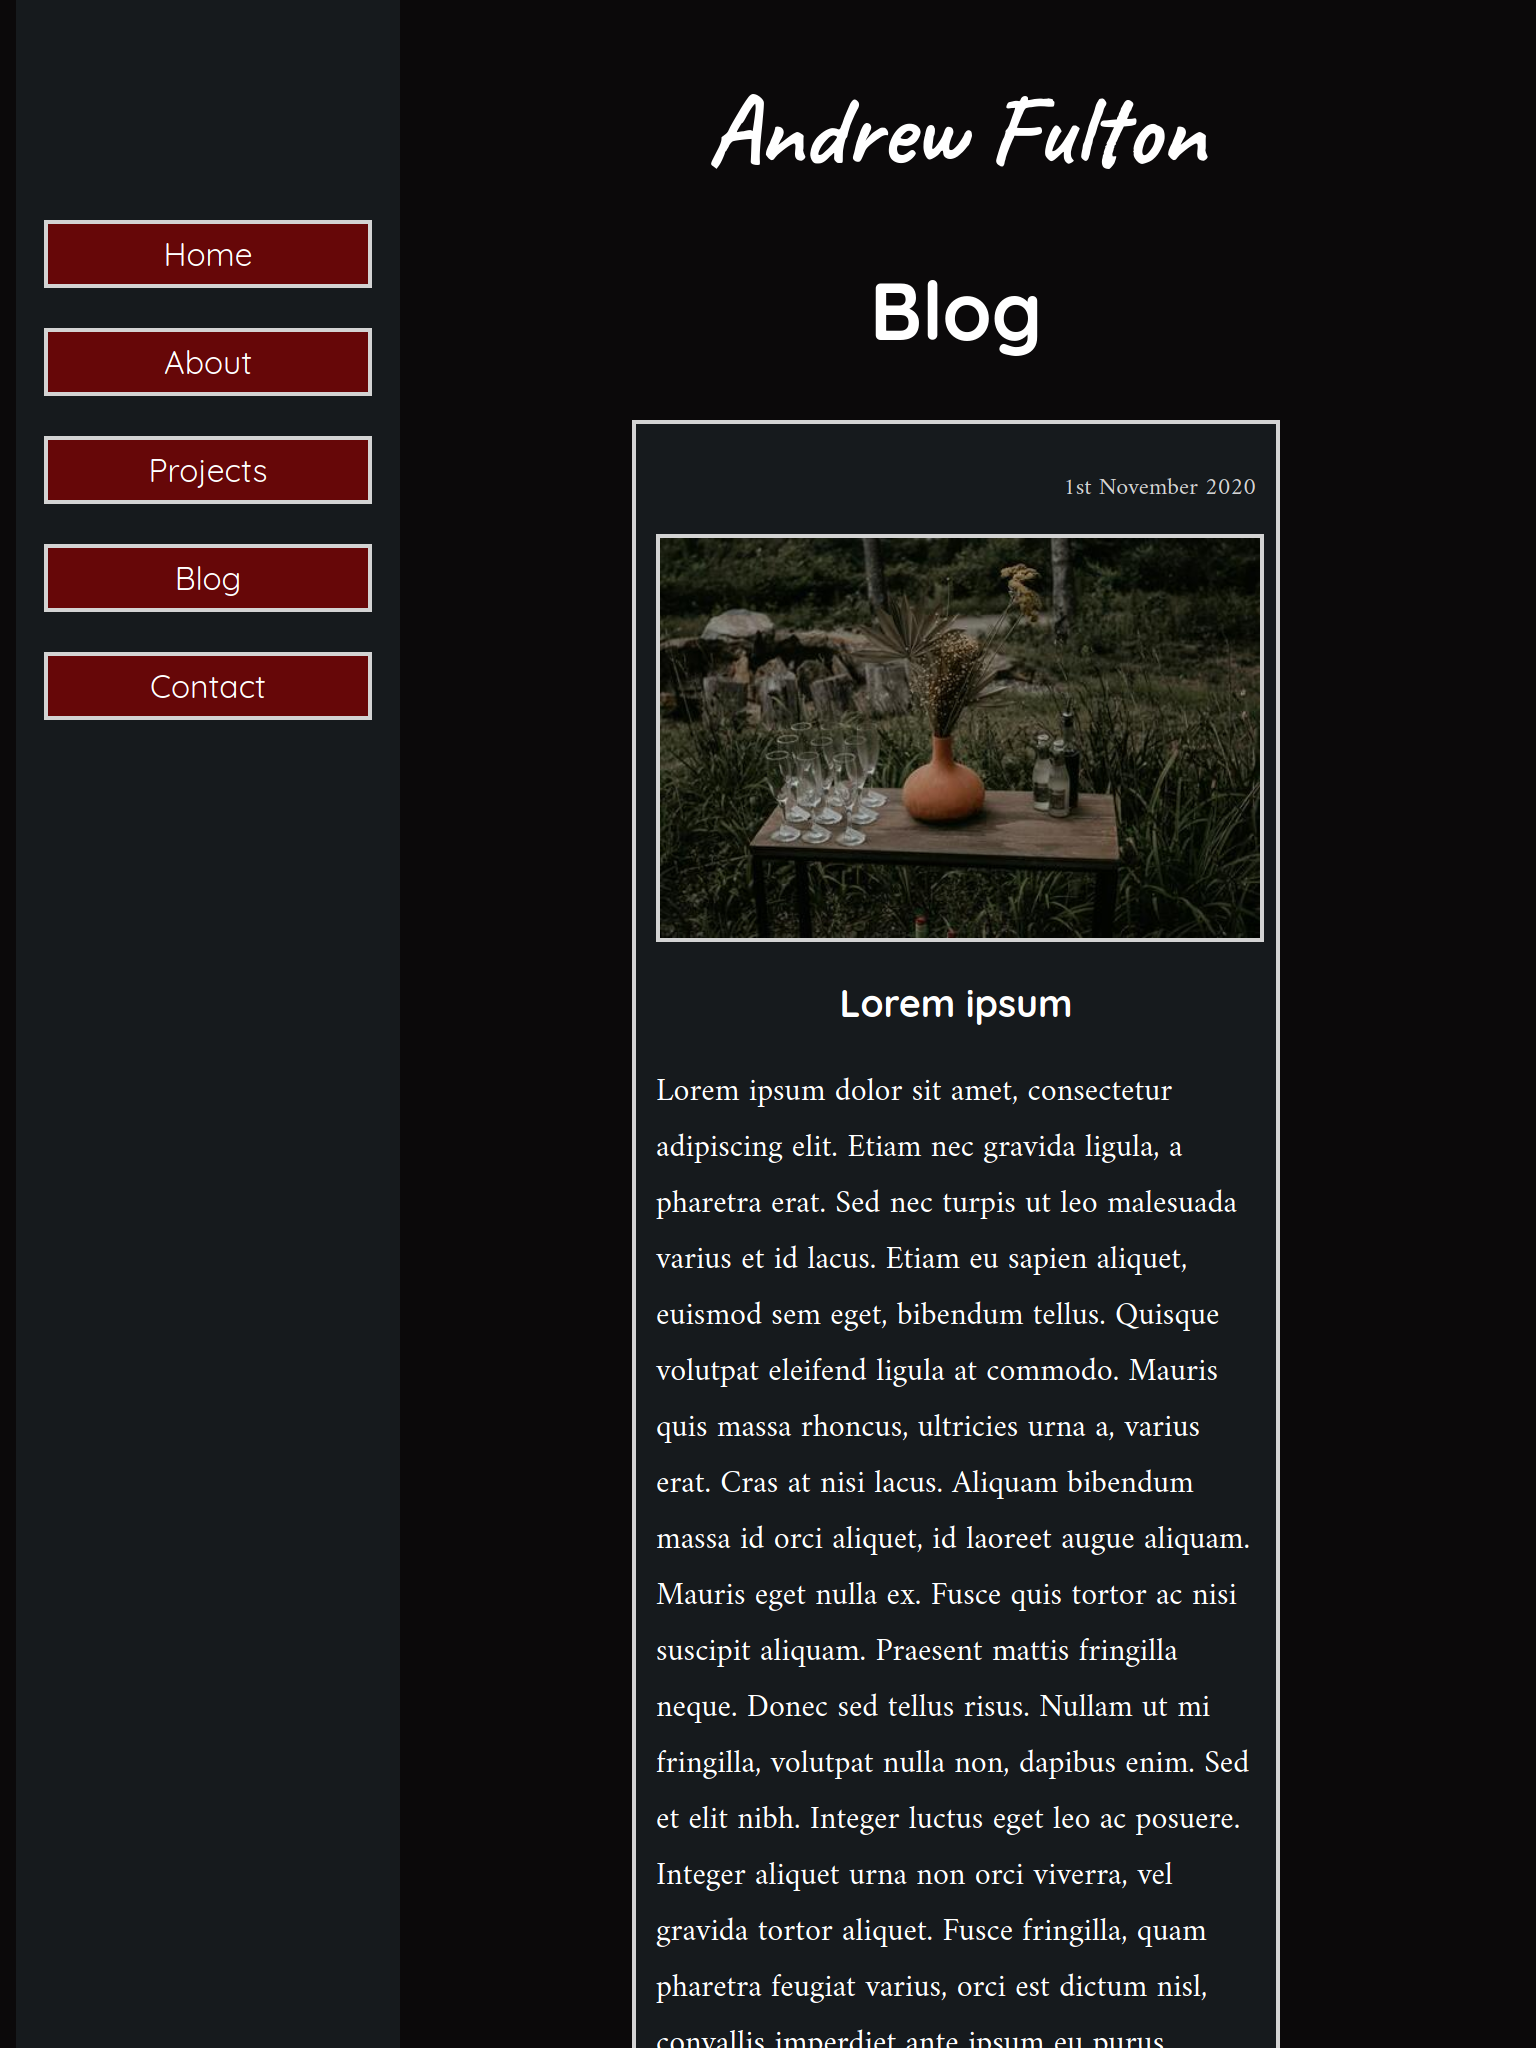 Andrew Fulton
Home
About
Projects
Blog
Contact
Blog
1st November 2020
Lorem ipsum
Lorem ipsum dolor sit amet, consectetur
adipiscing elit. Etiam nec gravida ligula, a
pharetra erat. Sed nec turpis ut leo malesuada
varius et id lacus. Etiam eu sapien aliquet,
euismod sem eget, bibendum tellus. Quisque
volutpat eleifend ligula at commodo. Mauris
quis massa rhoncus, ultricies urna a, varius
erat. Cras at nisi lacus. Aliquam bibendum
massa id orci aliquet, id laoreet augue aliquam.
Mauris eget nulla ex. Fusce quis tortor ac nisi
suscipit aliquam. Praesent mattis fringilla
neque. Donec sed tellus risus. Nullam ut mi
fringilla, volutpat nulla non, dapibus enim. Sed
et elit nibh. Integer luctus eget leo ac posuere.
Integer aliquet urna non orci viverra, vel
gravida tortor aliquet. Fusce fringilla, quam
pharetra feugiat varius, orci est dictum nisl,
convallis imperdiet ante ipsum eu purus.